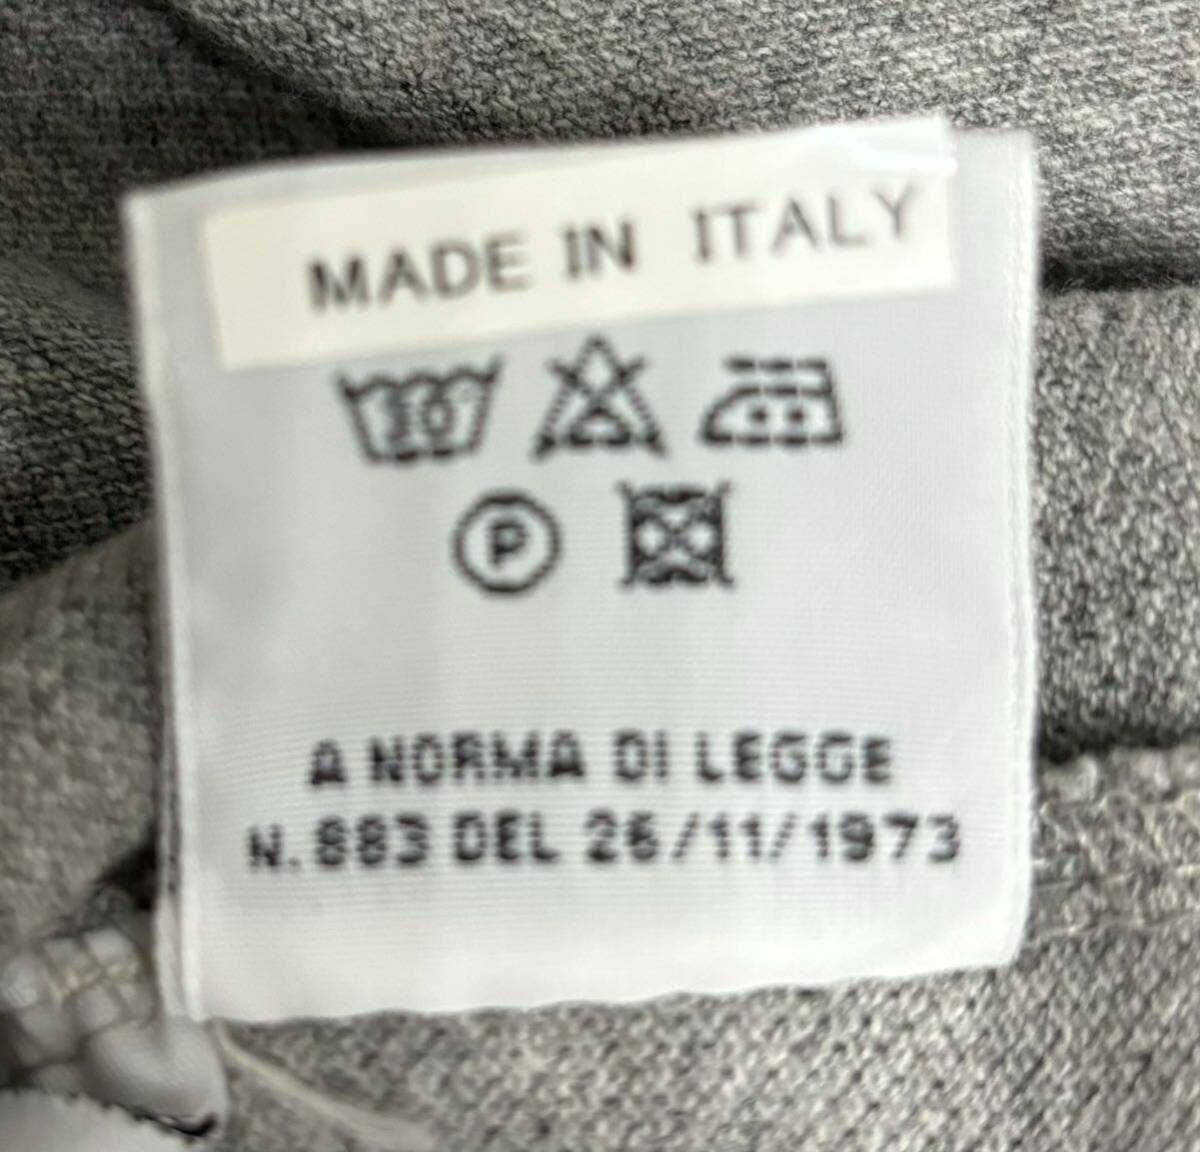 MADE IN ITALY
30
P
A NORMA DI LEGGE
N.883 DEL 26/11/1973